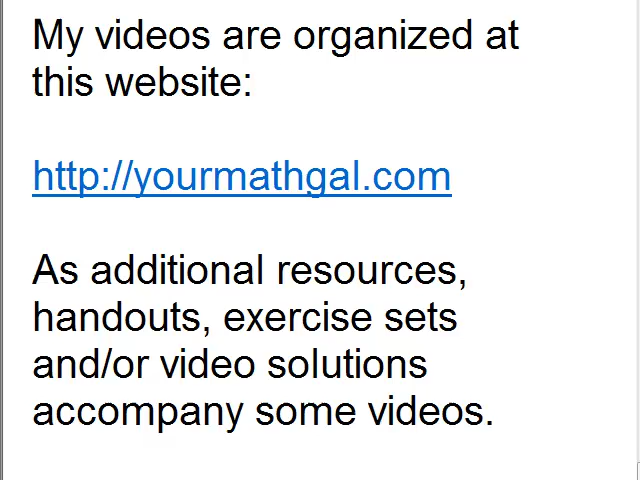 My videos are organized at
this website:
http://yourmathgal.com
As additional resources,
handouts, exercise sets
and/or video solutions
accompany some videos.